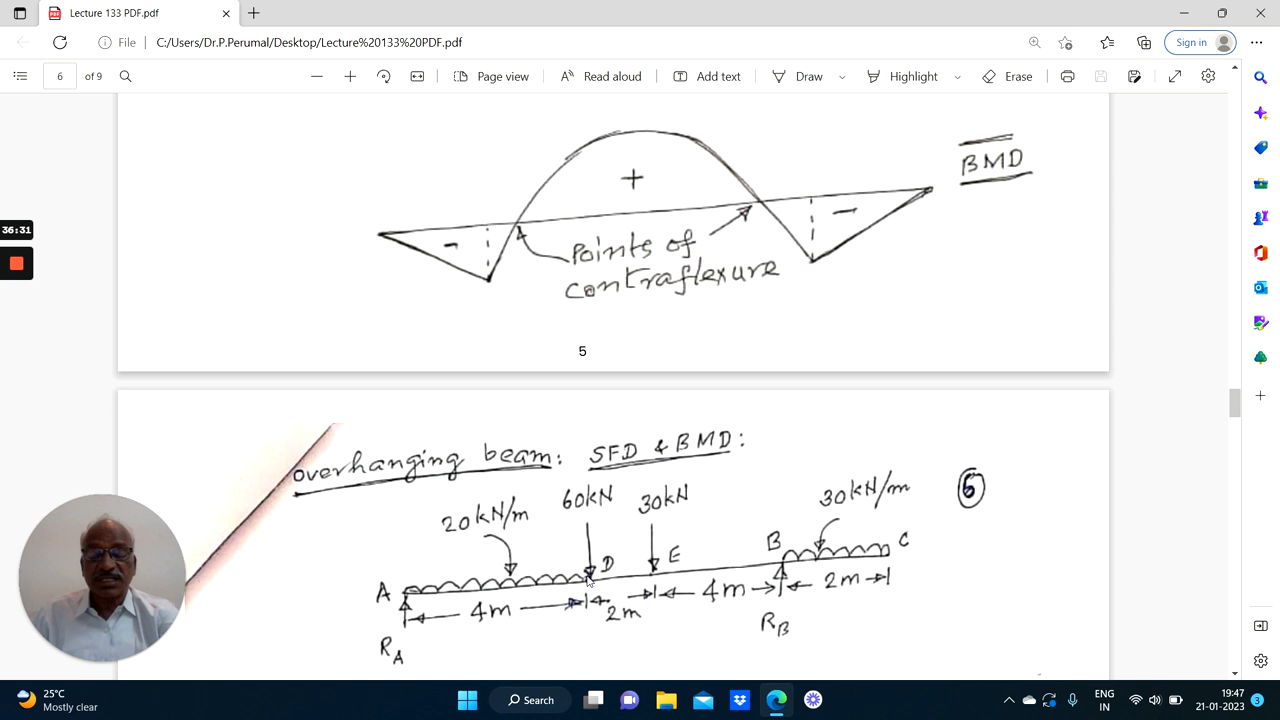 Lecture 133 PDF.pdf
File C:/Users/Dr.P.Perumal/Desktop/Lecture%20133%20PDF.pdf
Sign in
6 of 9
Page view
Read aloud
Add text
Draw
Highlight
Erase
BMD
+
-
-
36:31
Points of
contraflexure
5
overhanging beam: SFD & BMD:
6
20kN/m
60kN
30kN
30kN/m
A
D
E
B
C
4m
2m
4m
2m
RA
RB
25°C
Mostly clear
Search
ENG
IN
19:47
21-01-2023
3